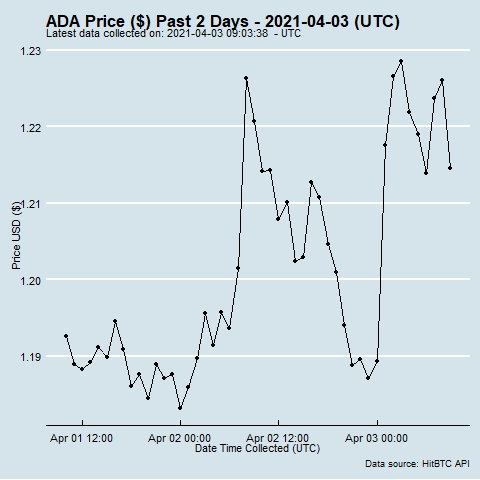 ADA Price ($) Past 2 Days - 2021-04-03 (UTC)
Latest data collected on: 2021-04-03 09:03:38 - UTC
1.23
1.22
1.21
1.20
1.19
Price USD ($)
Apr 01 12:00 Apr 02 00:00 Apr 02 12:00 Apr 03 00:00
Date Time Collected (UTC)
Data source: HitBTC API